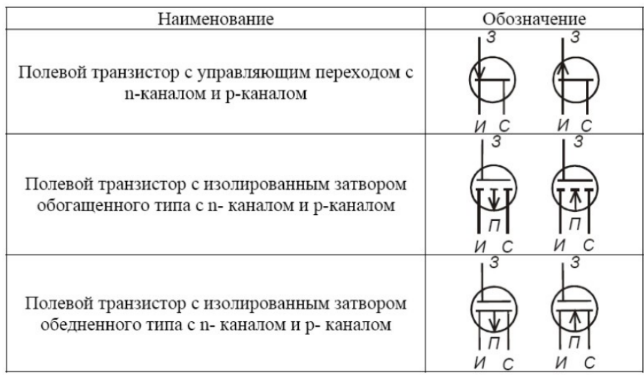 Наименование
Обозначение
Полевой транзистор с управляющим переходом с
n-каналом и p-каналом
З З
И С И С
Полевой транзистор с изолированным затвором
обогащенного типа с n- каналом и p-каналом
З З
П П
И С И С
Полевой транзистор с изолированным затвором
обедненного типа с n- каналом и p- каналом
З З
П П
И С И С